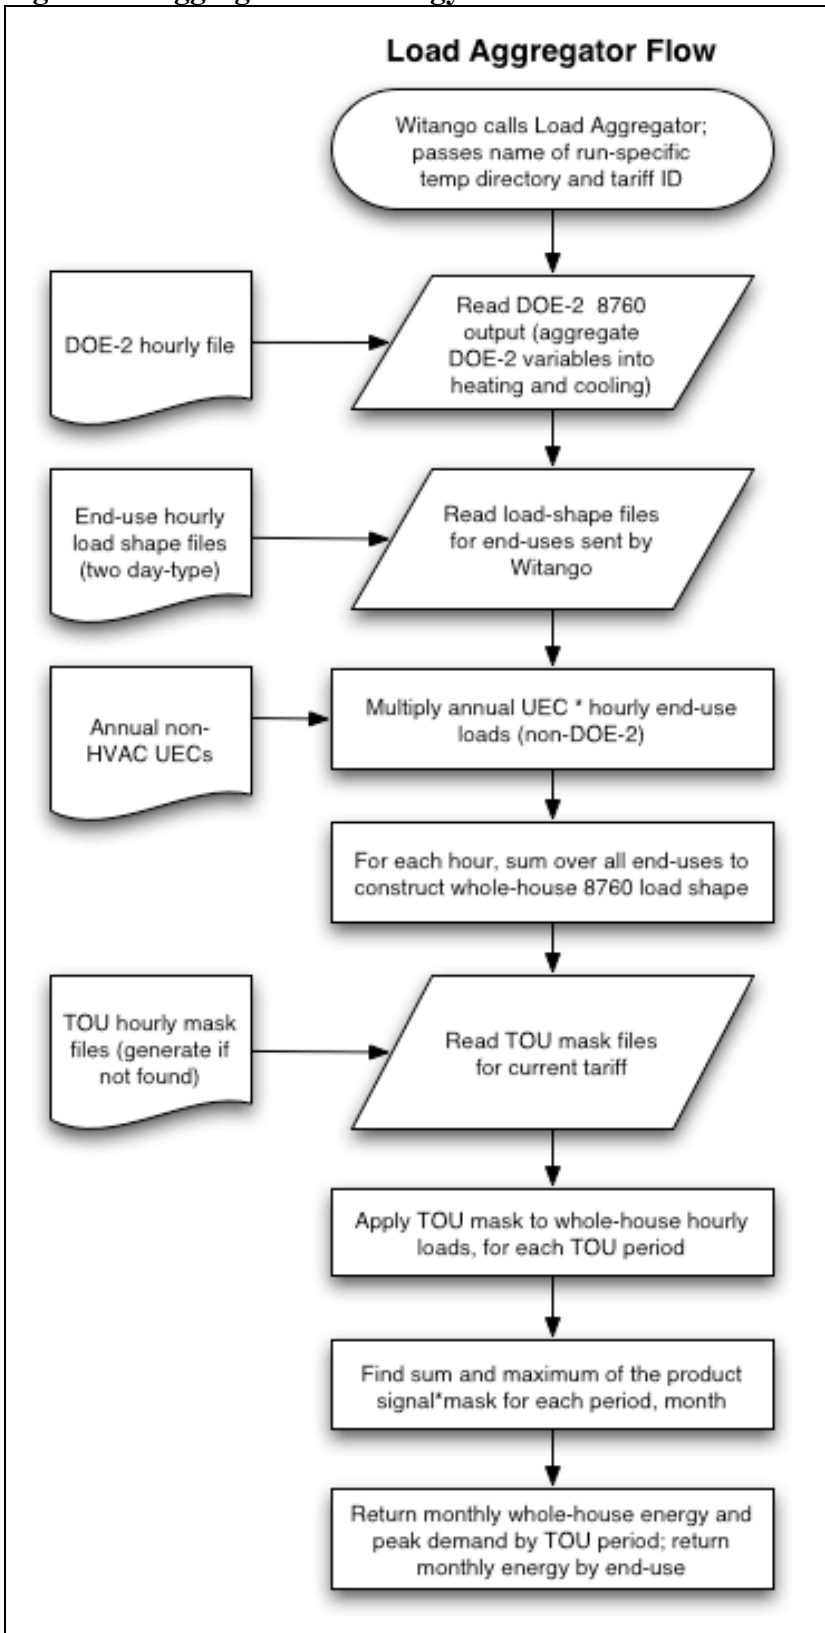 Load Aggregator Flow
Witango calls Load Aggregator;
passes name of run-specific
temp directory and tariff ID
DOE-2 hourly file
Read DOE-2 8760
output (aggregate
DOE-2 variables into
heating and cooling)
End-use hourly
load shape files
(two day-type)
Read load-shape files
for end-uses sent by
Witango
Annual non-
HVAC UECs
Multiply annual UEC * hourly end-use
loads (non-DOE-2)
For each hour, sum over all end-uses to
construct whole-house 8760 load shape
TOU hourly mask
files (generate if
not found)
Read TOU mask files
for current tariff
Apply TOU mask to whole-house hourly
loads, for each TOU period
Find sum and maximum of the product
signal*mask for each period, month
Return monthly whole-house energy and
peak demand by TOU period; return
monthly energy by end-use